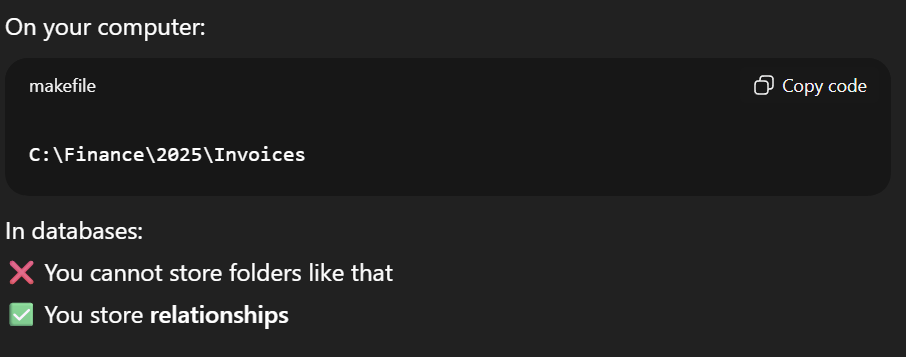 On your computer:
makefile
Copy code
C:\Finance\2025\Invoices
In databases:
❌ You cannot store folders like that
✅ You store relationships